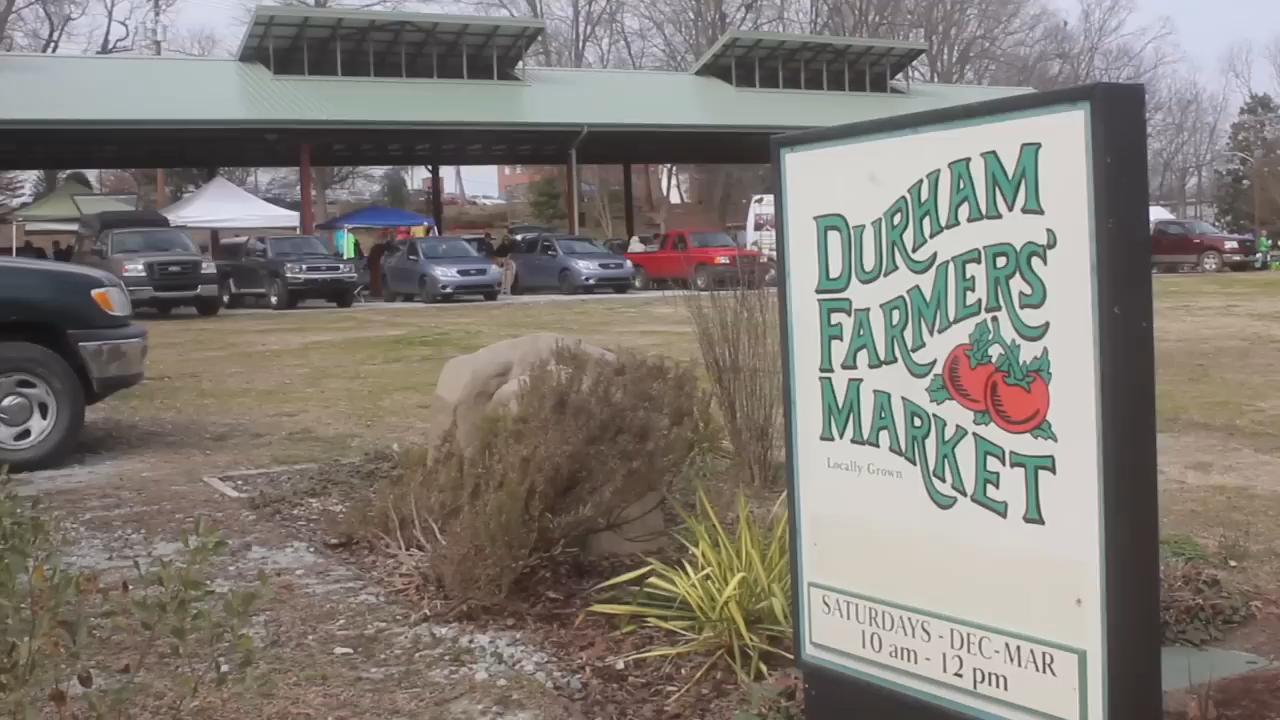 DURHAM
FARMERS'
MARKET
Locally Grown
SATURDAYS - DEC-MAR
10 am - 12 pm